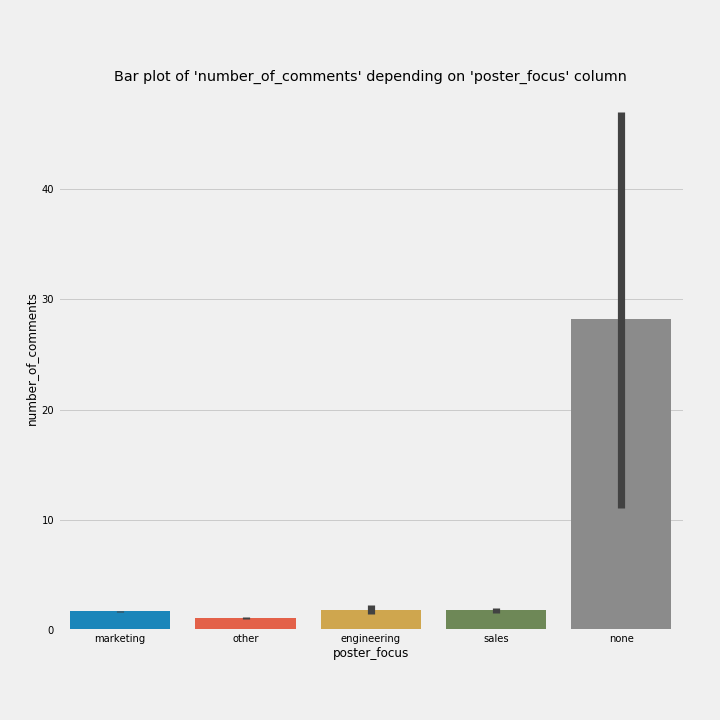 Bar plot of 'number_of_comments' depending on 'poster_focus' column
number_of_comments
40
30
20
10
0
marketing other engineering sales none
poster_focus